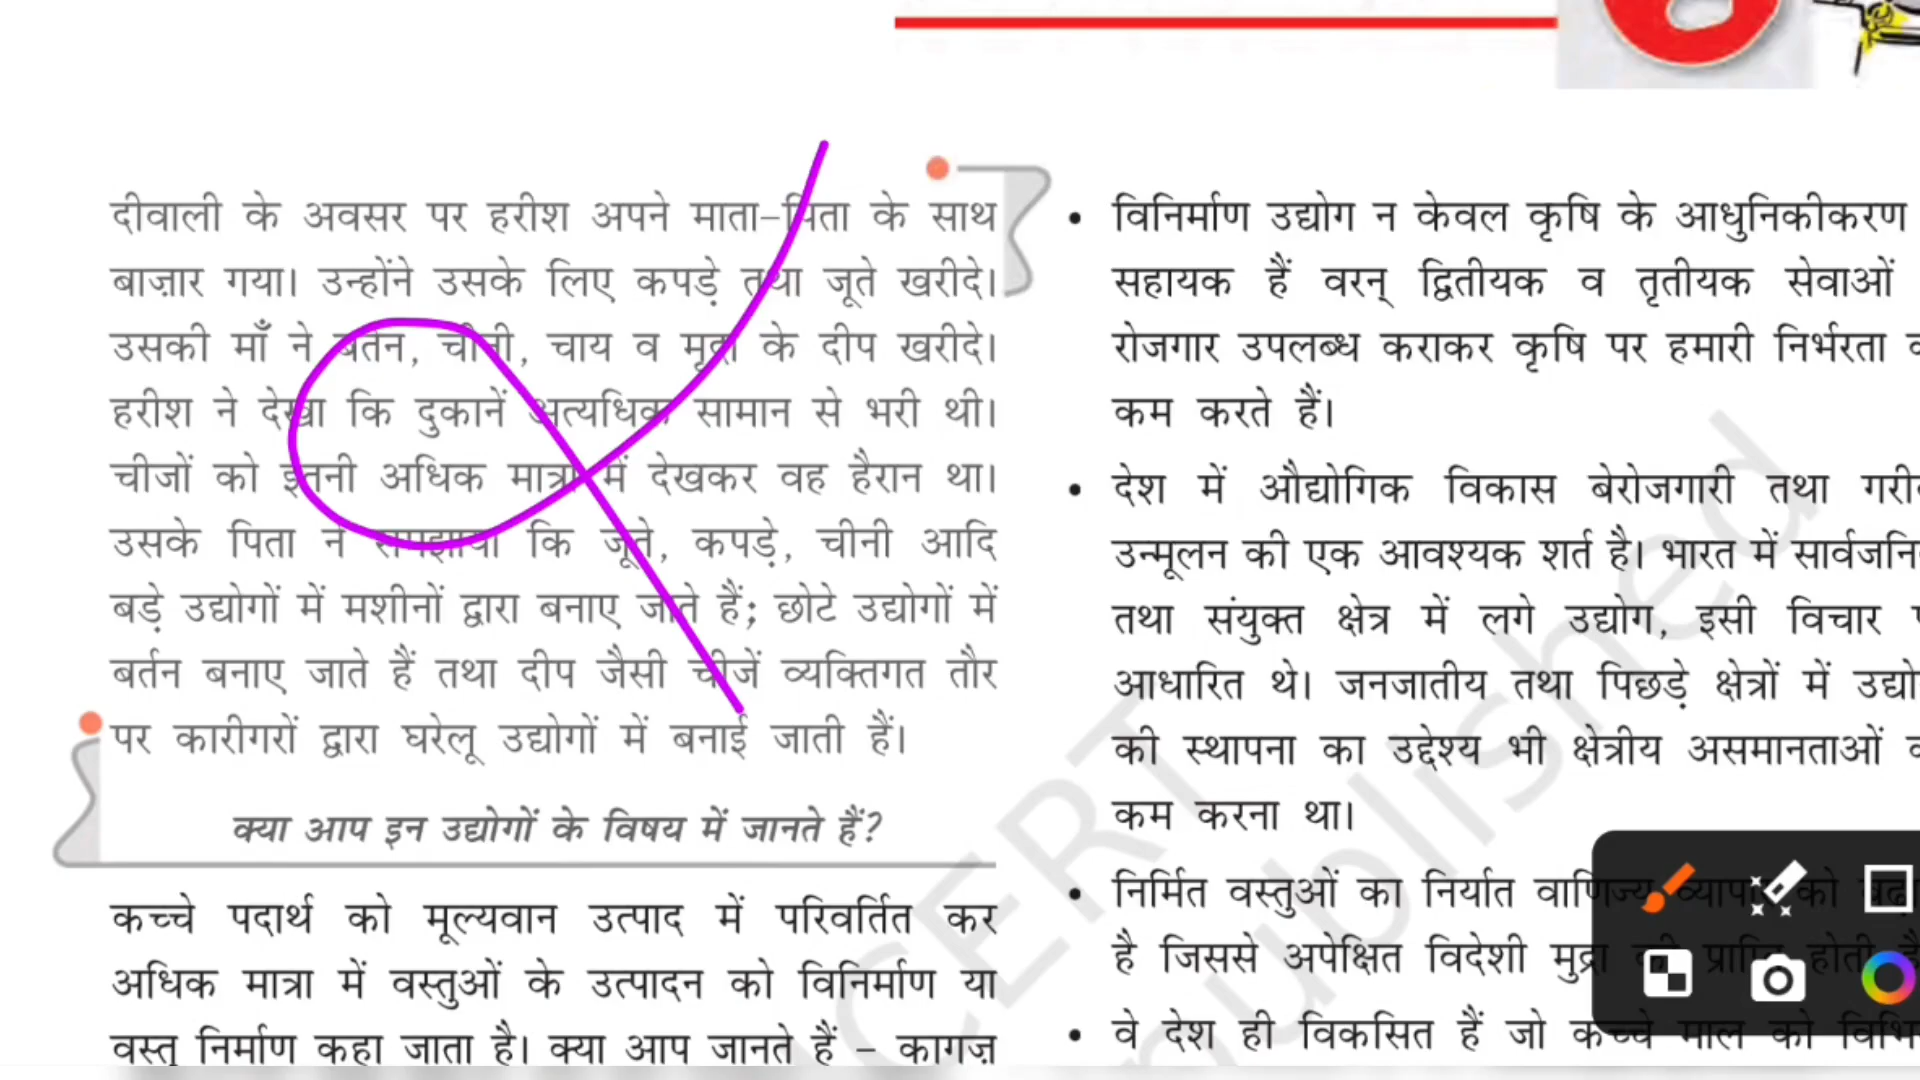 दीवाली के अवसर पर हरीश अपने माता-पिता के साथ
बाज़ार गया। उन्होंने उसके लिए कपड़े तथा जूते खरीदे।
उसकी माँ ने बर्तन, चीनी, चाय व मृदा के दीप खरीदे।
हरीश ने देखा कि दुकानें अत्यधिक सामान से भरी थी।
चीजों को इतनी अधिक मात्रा में देखकर वह हैरान था।
उसके पिता ने समझाया कि जूते, कपड़े, चीनी आदि
बड़े उद्योगों में मशीनों द्वारा बनाए जाते हैं; छोटे उद्योगों में
बर्तन बनाए जाते हैं तथा दीप जैसी चीजें व्यक्तिगत तौर
पर कारीगरों द्वारा घरेलू उद्योगों में बनाई जाती हैं।
क्या आप इन उद्योगों के विषय में जानते हैं?
कच्चे पदार्थ को मूल्यवान उत्पाद में परिवर्तित कर
अधिक मात्रा में वस्तुओं के उत्पादन को विनिर्माण या
वस्तु निर्माण कहा जाता है। क्या आप जानते हैं – कागज़
• विनिर्माण उद्योग न केवल कृषि के आधुनिकीकरण
सहायक हैं वरन् द्वितीयक व तृतीयक सेवाओं
रोजगार उपलब्ध कराकर कृषि पर हमारी निर्भरता
कम करते हैं।
• देश में औद्योगिक विकास बेरोजगारी तथा
उन्मूलन की एक आवश्यक शर्त है। भारत में
तथा संयुक्त क्षेत्र में लगे उद्योग, इसी विचार
आधारित थे। जनजातीय तथा पिछड़े क्षेत्रों में
की स्थापना का उद्देश्य भी क्षेत्रीय असमानताओं
कम करना था।
• निर्मित वस्तुओं का निर्यात वाणिज्य व्यापार को
है जिससे अपेक्षित विदेशी मुद्रा की प्राप्ति होती है
• वे देश ही विकसित हैं जो कच्चे माल को